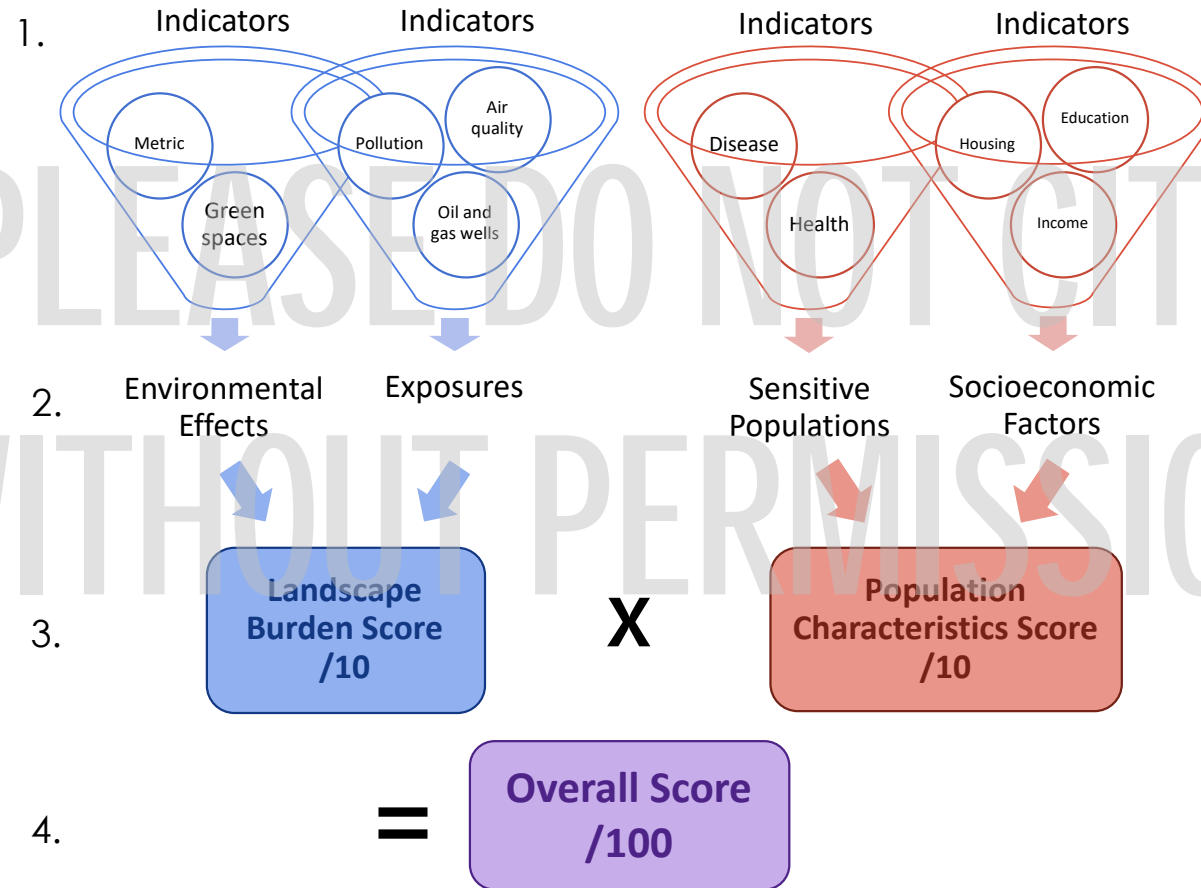 1.
Indicators
Indicators
Indicators
Indicators
Metric
Green
spaces
Pollution
Air
quality
Oil and
gas wells
Disease
Health
Housing
Education
Income
PLEASE DO NOT CIT
2.
Environmental
Effects
Exposures
Sensitive
Populations
Socioeconomic
Factors
WITHOUT PERMISSIO
3.
Landscape
Burden Score
/10
X
Population
Characteristics Score
/10
4.
=
Overall Score
/100